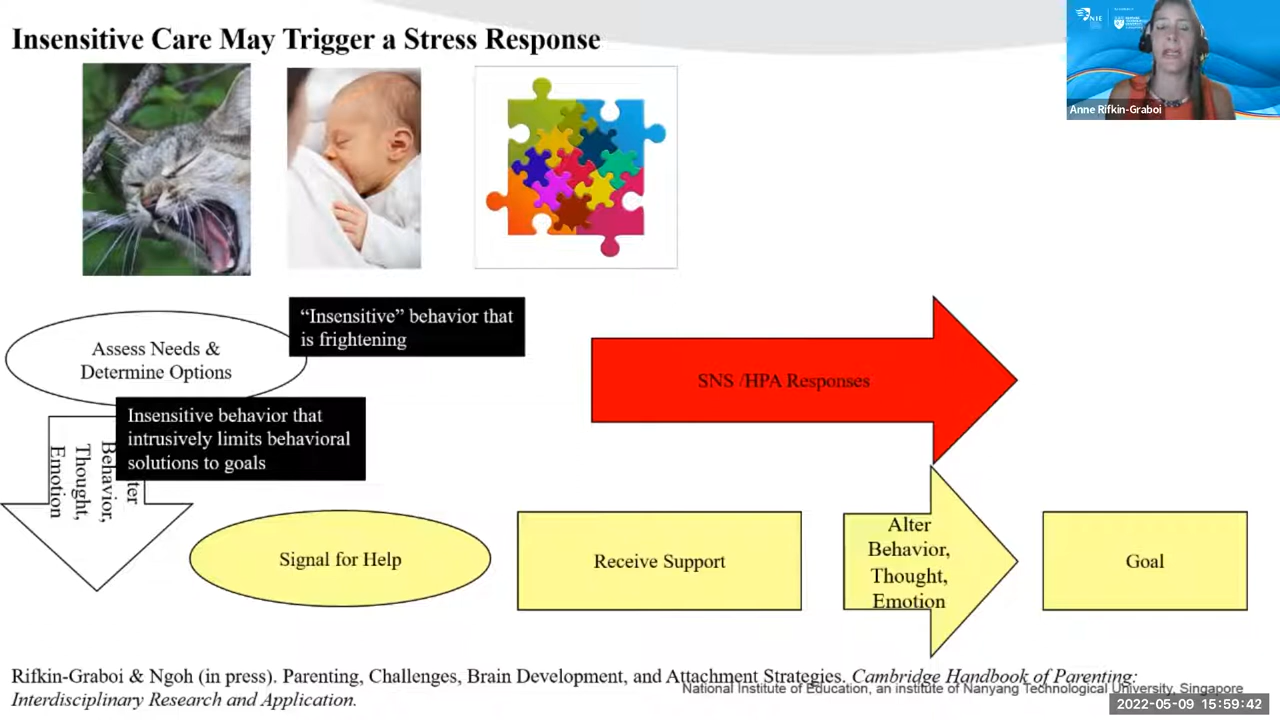 Insensitive Care May Trigger a Stress Response
NIE
Anne Rifkin-Graboi
“Insensitive” behavior that
is frightening
Assess Needs &
Determine Options
SNS /HPA Responses
Insensitive behavior that
intrusively limits behavioral
solutions to goals
Behavior,
Thought,
Emotion
Signal for Help
Receive Support
Alter
Behavior,
Thought,
Emotion
Goal
Rifkin-Graboi & Ngoh (in press). Parenting, Challenges, Brain Development, and Attachment Strategies. Cambridge Handbook of Parenting:
Interdisciplinary Research and Application.
National Institute of Education, an institute of Nanyang Technological University, Singapore
2022-05-09 15:59:42